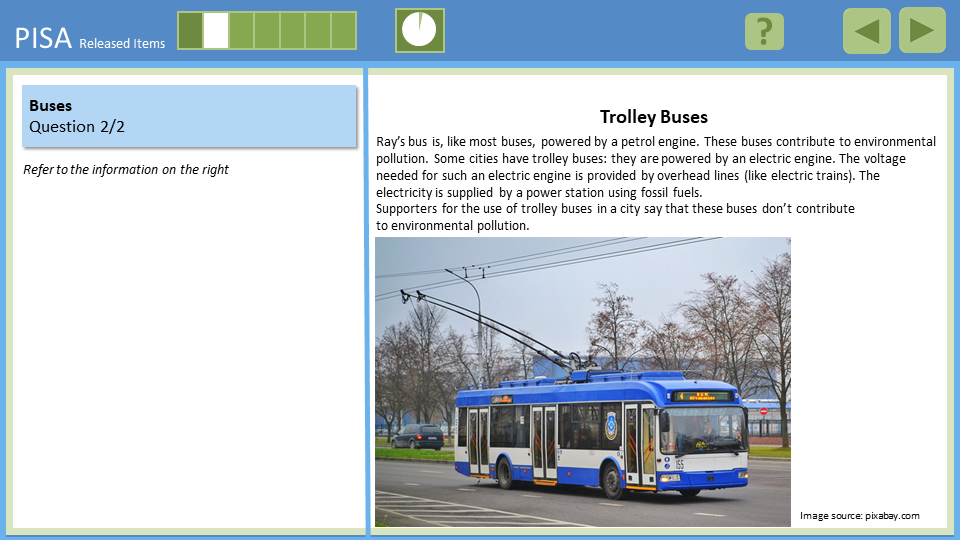 PISA Released Items
?
Buses
Question 2/2
Refer to the information on the right
Trolley Buses
Ray's bus is, like most buses, powered by a petrol engine. These buses contribute to environmental
pollution. Some cities have trolley buses: they are powered by an electric engine. The voltage
needed for such an electric engine is provided by overhead lines (like electric trains). The
electricity is supplied by a power station using fossil fuels.
Supporters for the use of trolley buses in a city say that these buses don't contribute
to environmental pollution.
155
Image source: pixabay.com